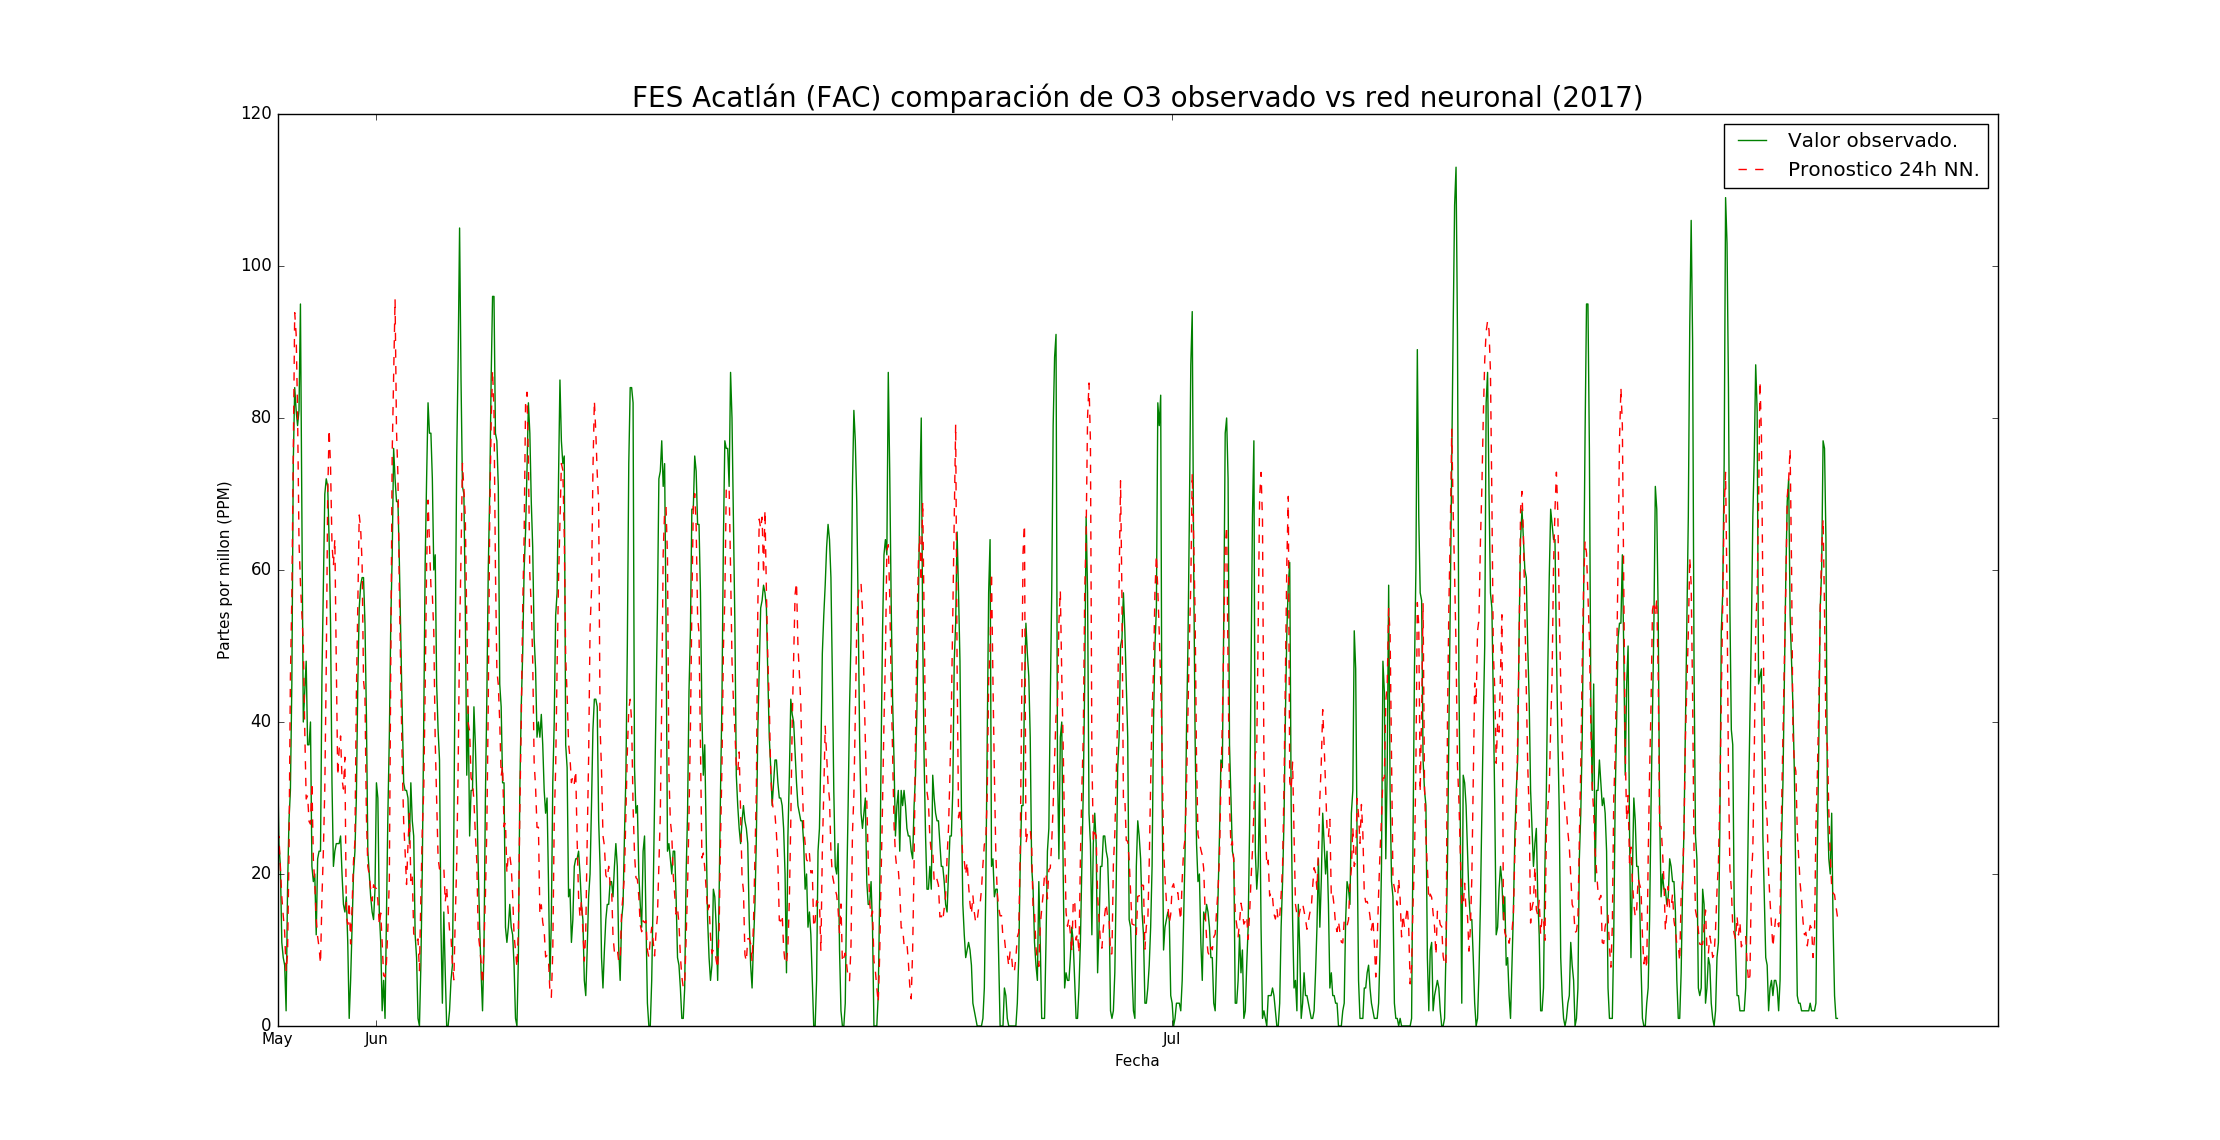 FES Acatlán (FAC) comparación de O3 observado vs red neuronal (2017)
120
100
80
60
40
20
0
Partes por millon (PPM)
Valor observado.
Pronostico 24h NN.
May
Jun
Jul
Fecha